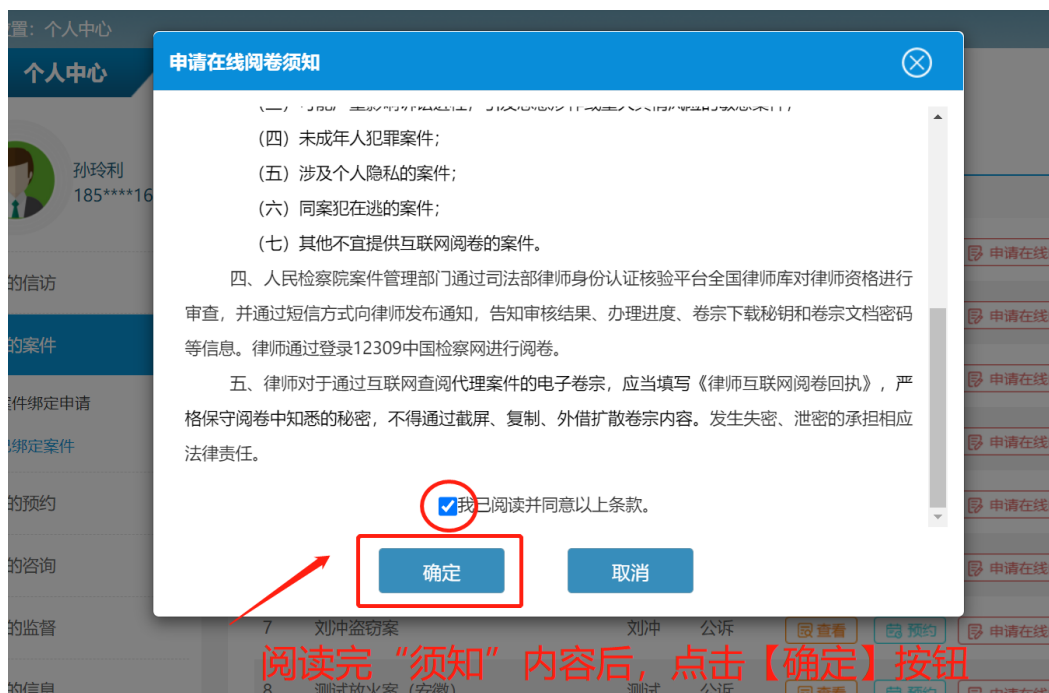 置：个人中心
个人中心
申请在线阅卷须知
孙玲利
185****16
的信访
的案件
件绑定申请
绑定案件
的预约
的咨询
的监督
的信息
（四）未成年人犯罪案件；
（五）涉及个人隐私的案件；
（六）同案犯在逃的案件；
（七）其他不宜提供互联网阅卷的案件。
四、人民检察院案件管理部门通过司法部律师身份认证核验平台全国律师库对律师资格进行
审查，并通过短信方式向律师发布通知，告知审核结果、办理进度、卷宗下载秘钥和卷宗文档密码
等信息。律师通过登录12309中国检察网进行阅卷。
五、律师对于通过互联网查阅代理案件的电子卷宗，应当填写《律师互联网阅卷回执》，严
格保守阅卷中知悉的秘密，不得通过截屏、复制、外借扩散卷宗内容。发生失密、泄密的承担相应
法律责任。
我已阅读并同意以上条款。
确定 取消
申请在线
申请在线
申请在线
申请在线
申请在线
申请在线
7 刘冲盗窃案 刘冲 公诉 查看 预约 申请在线
阅读完“须知”内容后，点击【确定】按钮
8 测试放火案（安徽） 测试 公诉 查看 预约 申请在线